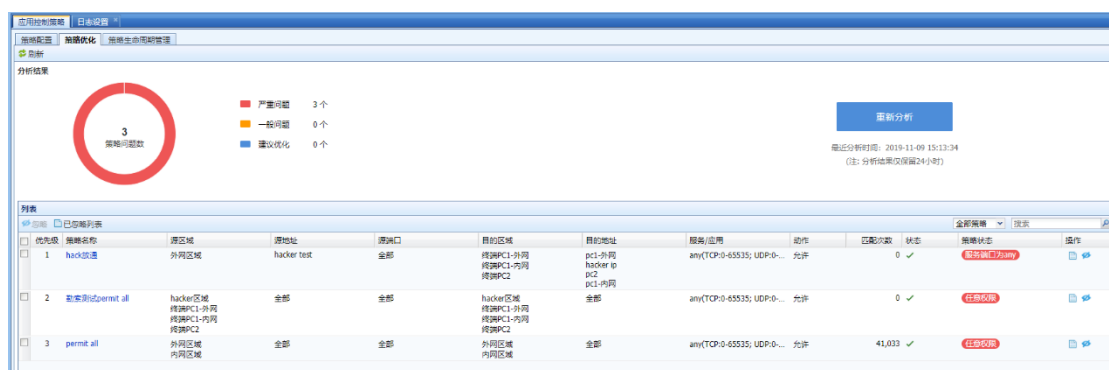 应用控制策略 日志设置 ×
策略配置 策略优化 策略生命周期管理
刷新
分析结果
3
策略问题数
严重问题 3 个
一般问题 0 个
建议优化 0 个
重新分析
最近分析时间: 2019-11-09 15:13:34
(注: 分析结果仅保留24小时)
列表
忽略 已忽略列表 全部策略 搜索
优先级 策略名称 源区域 源地址 源端口 目的区域 目的地址 服务/应用 动作 匹配次数 状态 策略状态 操作
1 hack放通 外网区域 hacker test 全部 终端PC1-外网 pc1-外网 any(TCP:0-65535; UDP:0-... 允许 0 ✓ 服务端口为any
终端PC1-内网 hacker ip
终端PC2 pc2
pc1-内网
2 勒索测试permit all hacker区域 全部 全部 hacker区域 全部 any(TCP:0-65535; UDP:0-... 允许 0 ✓ 任意权限
终端PC1-外网 终端PC1-外网
终端PC1-内网 终端PC1-内网
终端PC2 终端PC2
3 permit all 外网区域 全部 全部 外网区域 全部 any(TCP:0-65535; UDP:0-... 允许 41,033 ✓ 任意权限
内网区域 内网区域